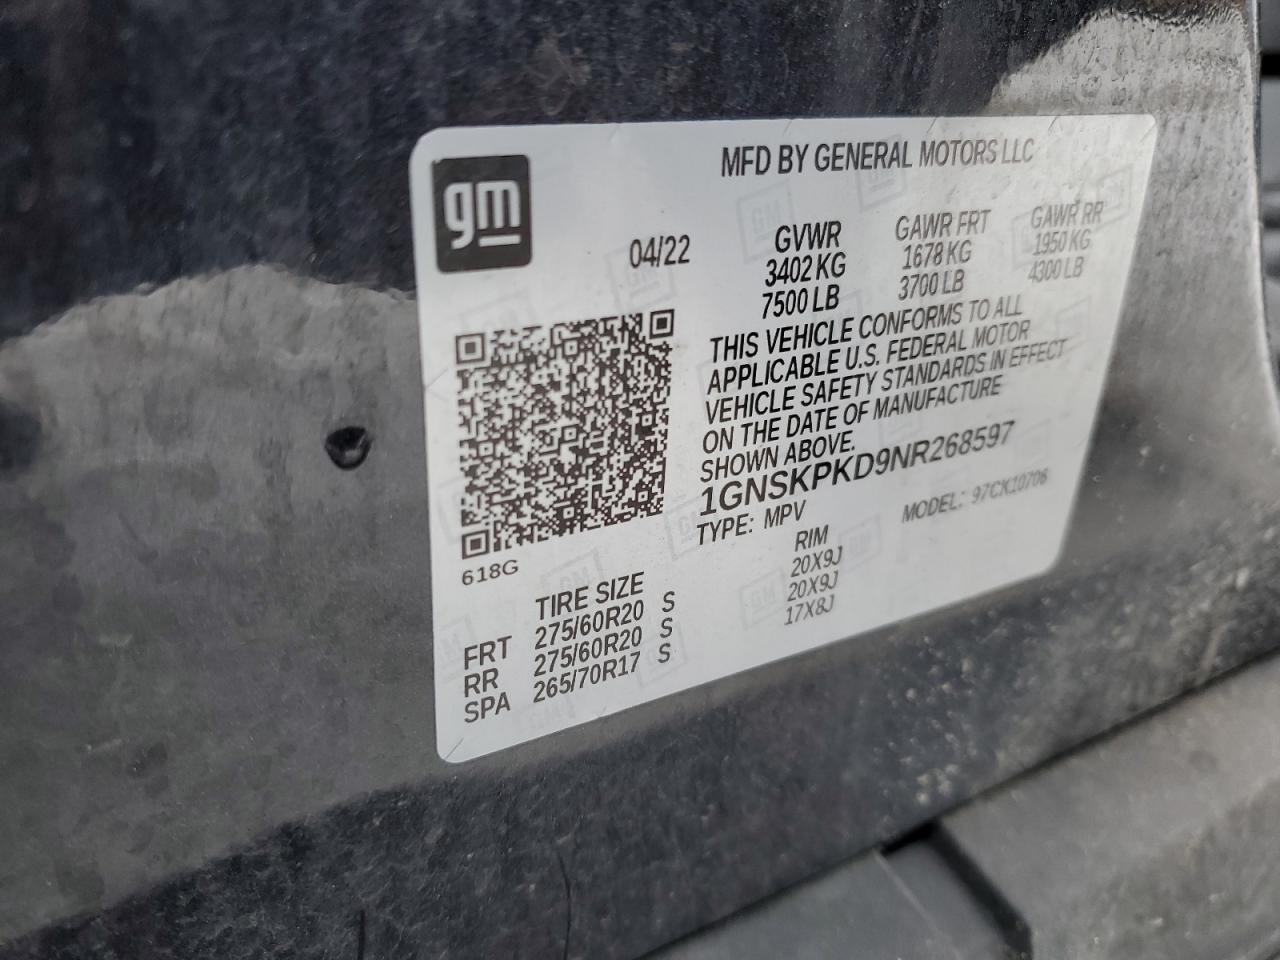 gm
MFD BY GENERAL MOTORS LLC
04/22
GVWR GAWR FRT GAWR RR
3402 KG 1678 KG 1950 KG
7500 LB 3700 LB 4300 LB
THIS VEHICLE CONFORMS TO ALL
APPLICABLE U.S. FEDERAL MOTOR
VEHICLE SAFETY STANDARDS IN EFFECT
ON THE DATE OF MANUFACTURE
SHOWN ABOVE.
1GNSKPKD9NR268597
TYPE: MPV MODEL: 97CK10706
618G
TIRE SIZE RIM
FRT 275/60R20 S 20X9J
RR 275/60R20 S 20X9J
SPA 265/70R17 S 17X8J